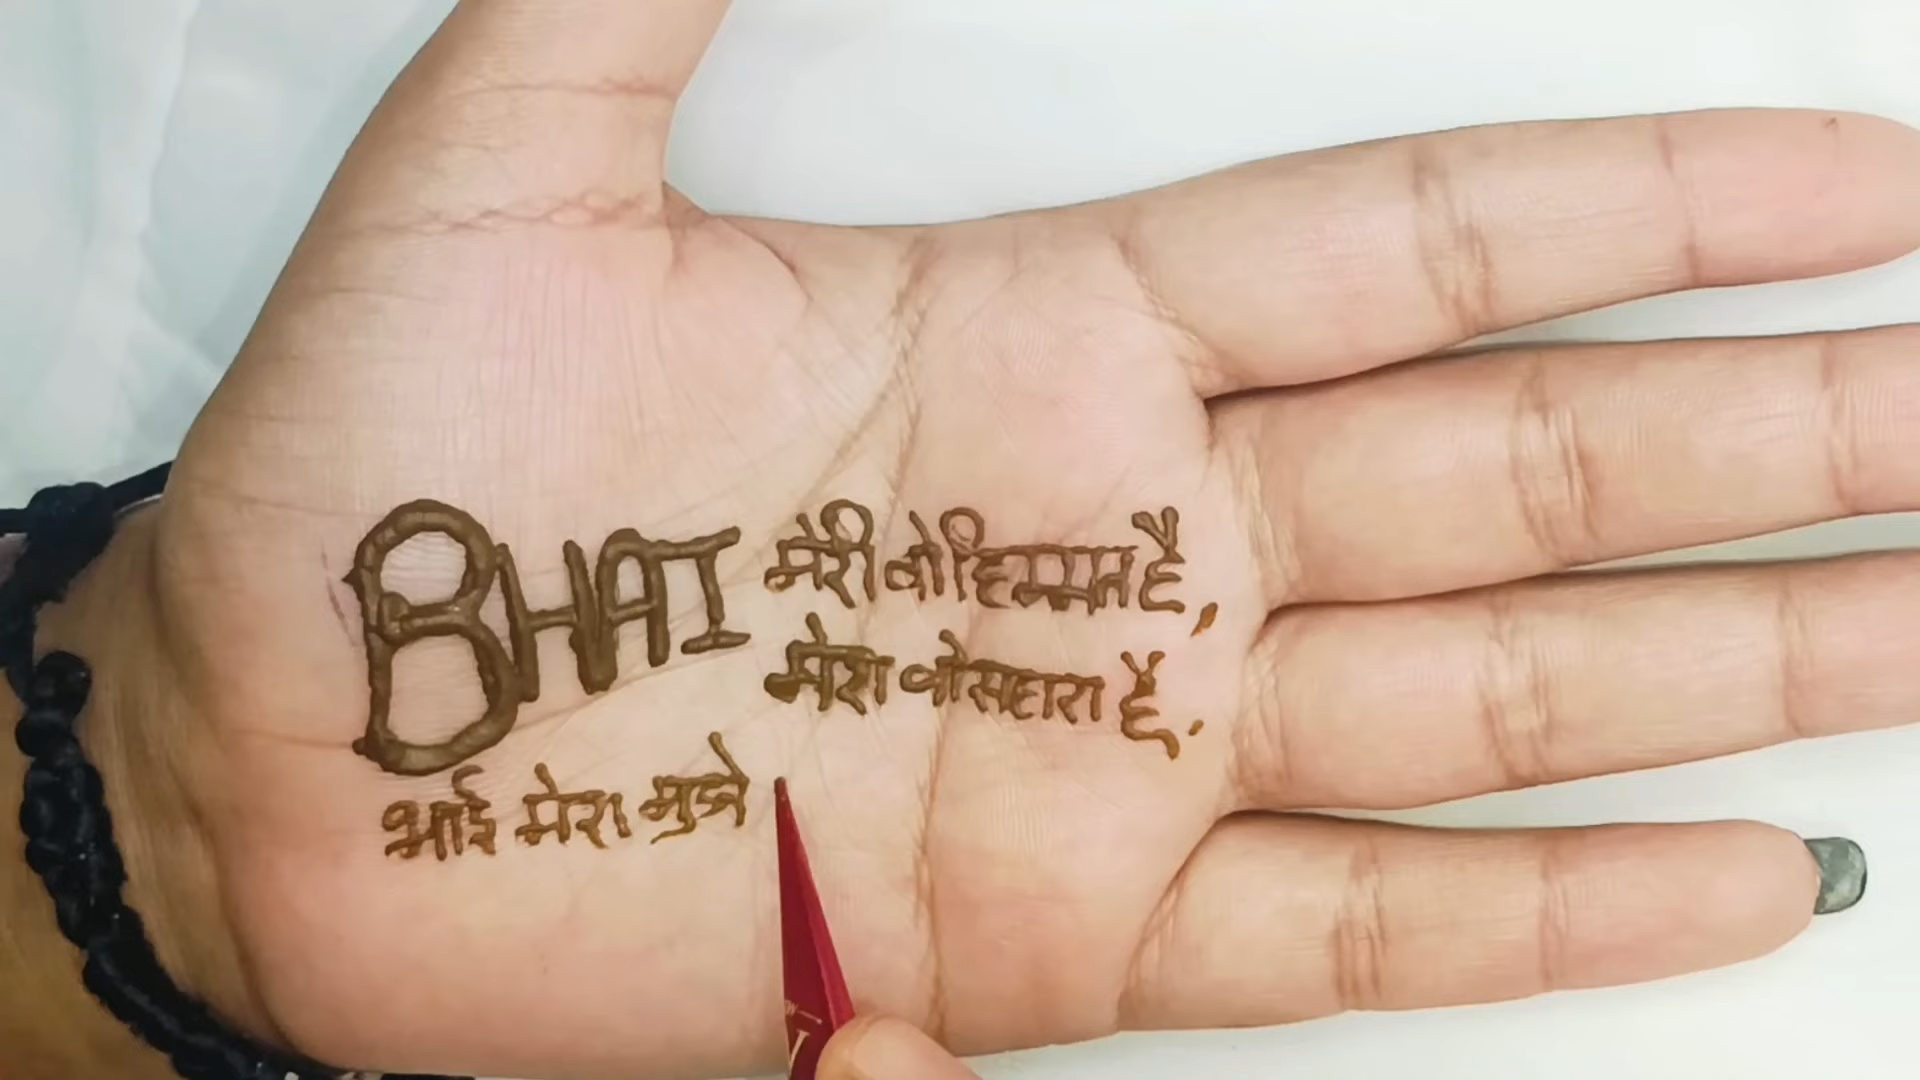 BHAI मेरी वो हिम्मत है,
मेरा वो सहारा है,
भाई मेरा मुझे